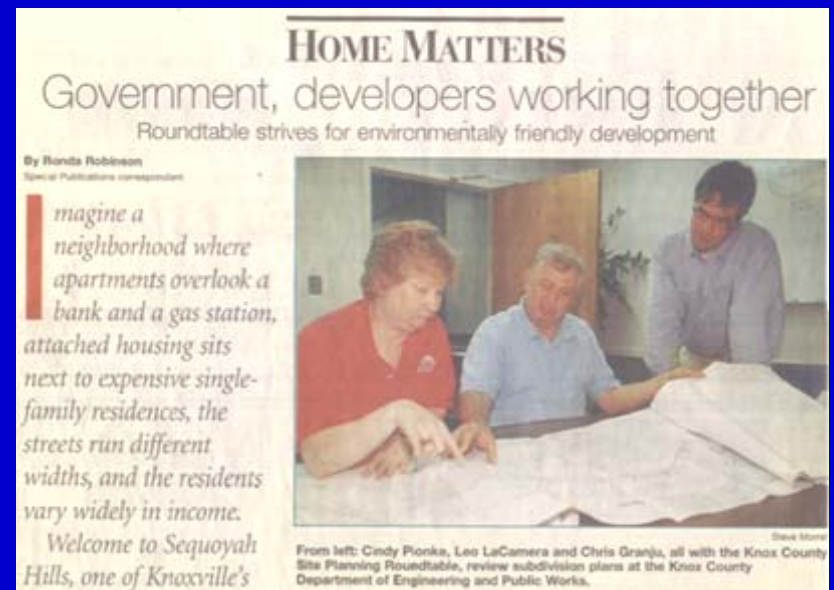 HOME MATTERS
Government, developers working together
Roundtable strives for environmentally friendly development
By Ronda Robinson
Special Publications correspondent
Imagine a
neighborhood where
apartments overlook a
bank and a gas station,
attached housing sits
next to expensive single-
family residences, the
streets run different
widths, and the residents
vary widely in income.
Welcome to Sequoyah
Hills, one of Knoxville's
From left: Cindy Pionke, Leo LaCamera and Chris Granju, all with the Knox County
Site Planning Roundtable, review subdivision plans at the Knox County
Department of Engineering and Public Works.